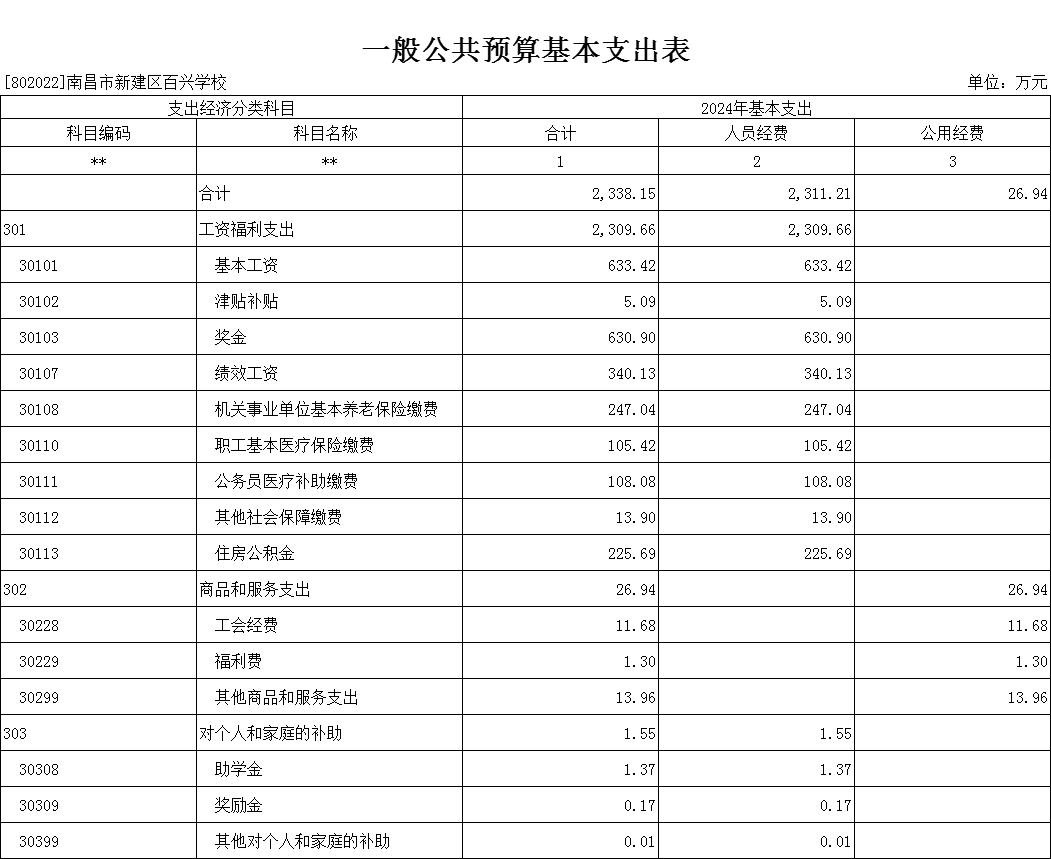 一般公共预算基本支出表
[802022]南昌市新建区百兴学校 单位：万元
支出经济分类科目 2024年基本支出
科目编码 科目名称 合计 人员经费 公用经费
** ** 1 2 3
合计 2,338.15 2,311.21 26.94
301 工资福利支出 2,309.66 2,309.66
30101 基本工资 633.42 633.42
30102 津贴补贴 5.09 5.09
30103 奖金 630.90 630.90
30107 绩效工资 340.13 340.13
30108 机关事业单位基本养老保险缴费 247.04 247.04
30110 职工基本医疗保险缴费 105.42 105.42
30111 公务员医疗补助缴费 108.08 108.08
30112 其他社会保障缴费 13.90 13.90
30113 住房公积金 225.69 225.69
302 商品和服务支出 26.94 26.94
30228 工会经费 11.68 11.68
30229 福利费 1.30 1.30
30299 其他商品和服务支出 13.96 13.96
303 对个人和家庭的补助 1.55 1.55
30308 助学金 1.37 1.37
30309 奖励金 0.17 0.17
30399 其他对个人和家庭的补助 0.01 0.01